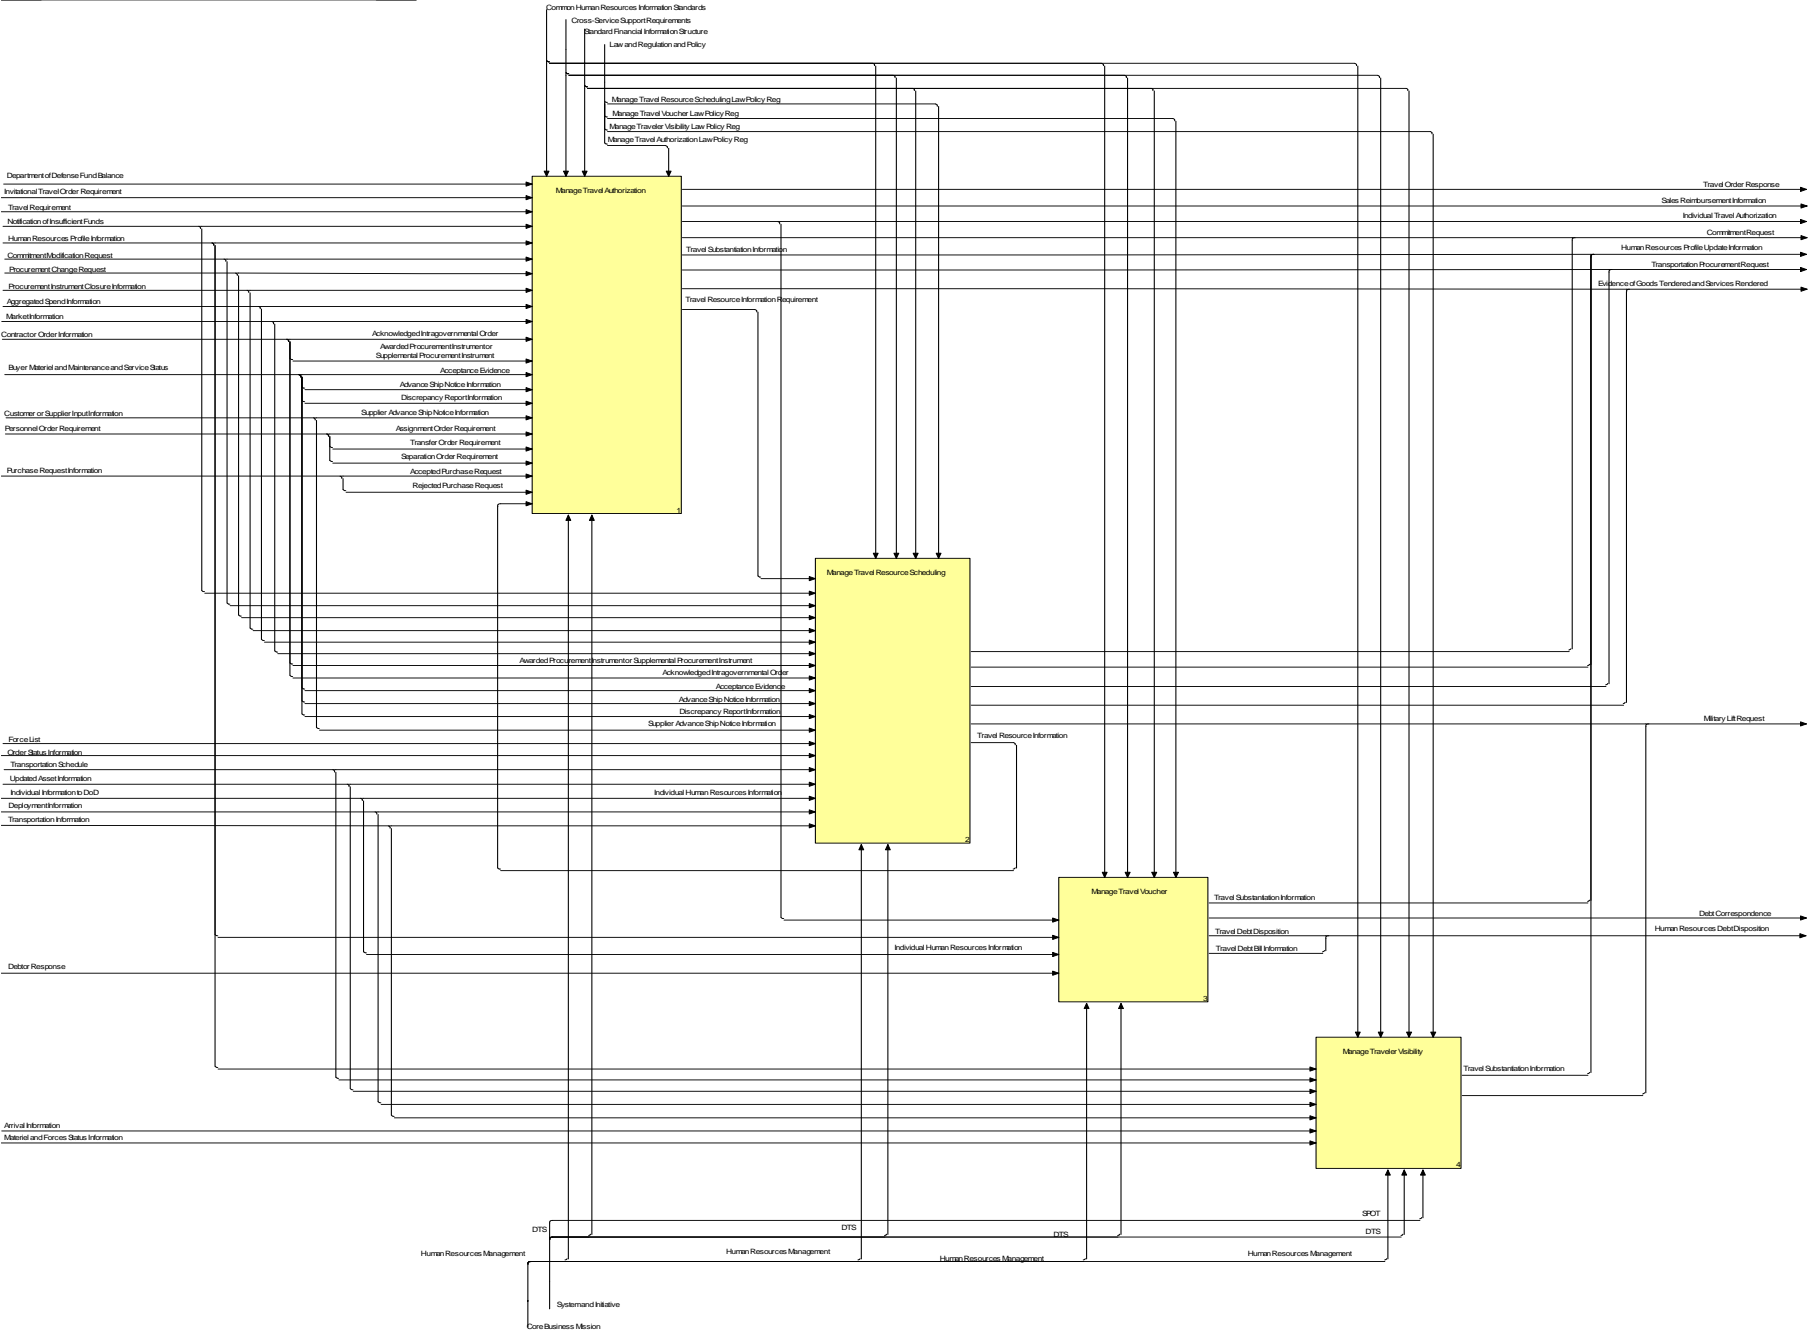 Common Human Resources Information Standards
Cross-Service Support Requirements
Standard Financial Information Structure
Law and Regulation and Policy
Manage Travel Resource Scheduling Law Policy Reg
Manage Travel Voucher Law Policy Reg
Manage Traveler Visibility Law Policy Reg
Manage Travel Authorization Law Policy Reg
Department of Defense Fund Balance
Invitational Travel Order Requirement
Travel Requirement
Notification of Insufficient Funds
Human Resources Profile Information
Commitment Modification Request
Procurement Change Request
Procurement Instrument Closure Information
Aggregated Spend Information
Market Information
Contractor Order Information
Acknowledged Intragovernmental Order
Awarded Procurement Instrument or
Supplemental Procurement Instrument
Buyer Materiel and Maintenance and Service Status
Acceptance Evidence
Advance Ship Notice Information
Discrepancy Report Information
Customer or Supplier Input Information
Supplier Advance Ship Notice Information
Personnel Order Requirement
Assignment Order Requirement
Transfer Order Requirement
Separation Order Requirement
Purchase Request Information
Accepted Purchase Request
Rejected Purchase Request
Manage Travel Authorization
1
Travel Order Response
Sales Reimbursement Information
Individual Travel Authorization
Commitment Request
Travel Substantiation Information
Human Resources Profile Update Information
Transportation Procurement Request
Evidence of Goods Tendered and Services Rendered
Travel Resource Information Requirement
Manage Travel Resource Scheduling
2
Awarded Procurement Instrument or Supplemental Procurement Instrument
Acknowledged Intragovernmental Order
Acceptance Evidence
Advance Ship Notice Information
Discrepancy Report Information
Supplier Advance Ship Notice Information
Military Lift Request
Travel Resource Information
Force List
Order Status Information
Transportation Schedule
Updated Asset Information
Individual Information to DoD
Individual Human Resources Information
Deployment Information
Transportation Information
Manage Travel Voucher
3
Travel Substantiation Information
Debt Correspondence
Travel Debt Disposition
Human Resources Debt Disposition
Travel Debt Bill Information
Individual Human Resources Information
Debtor Response
Manage Traveler Visibility
4
Travel Substantiation Information
Arrival Information
Materiel and Forces Status Information
SPOT
DTS
DTS
DTS
DTS
Human Resources Management
Human Resources Management
Human Resources Management
Human Resources Management
System and Initiative
Core Business Mission